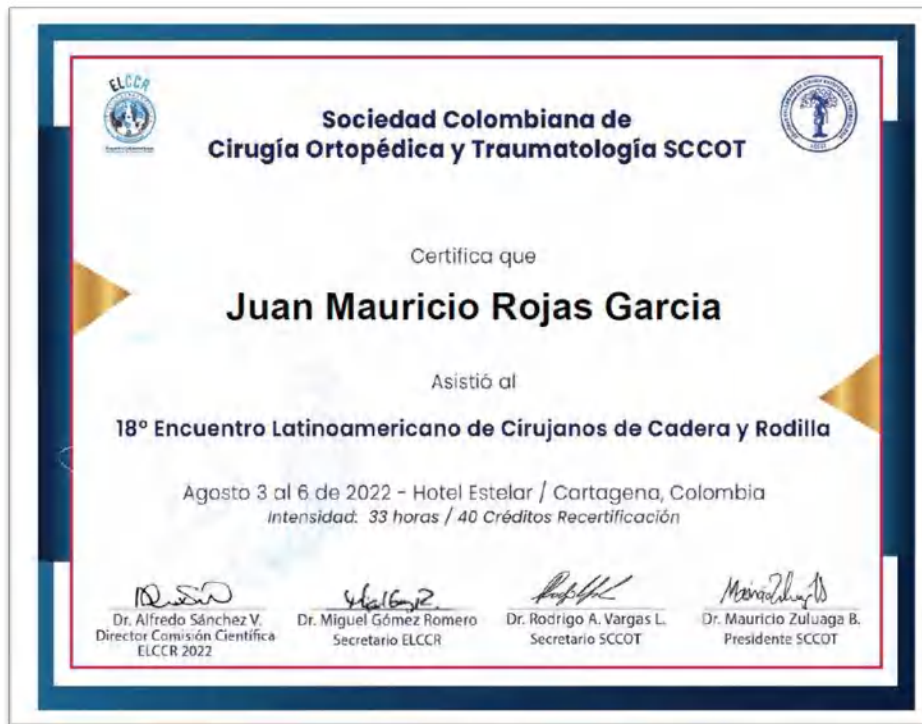 ELCCR
Sociedad Colombiana de
Cirugía Ortopédica y Traumatología SCCOT
Certifica que
Juan Mauricio Rojas Garcia
Asistió al
18° Encuentro Latinoamericano de Cirujanos de Cadera y Rodilla
Agosto 3 al 6 de 2022 - Hotel Estelar / Cartagena, Colombia
Intensidad: 33 horas / 40 Créditos Recertificación
Dr. Alfredo Sánchez V.
Director Comisión Científica
ELCCR 2022
Dr. Miguel Gómez Romero
Secretario ELCCR
Dr. Rodrigo A. Vargas L.
Secretario SCCOT
Dr. Mauricio Zuluaga B.
Presidente SCCOT